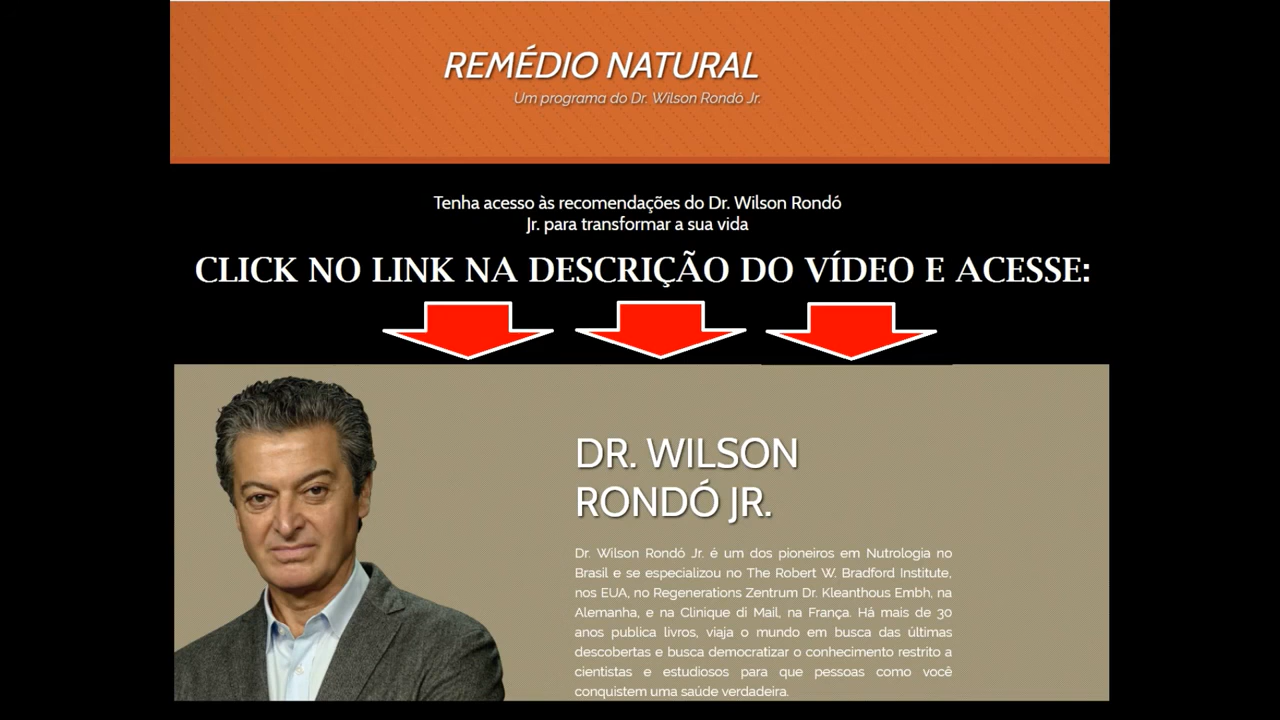 REMÉDIO NATURAL
Um programa do Dr. Wilson Rondó Jr.
Tenha acesso às recomendações do Dr. Wilson Rondó
Jr. para transformar a sua vida
CLICK NO LINK NA DESCRIÇÃO DO VÍDEO E ACESSE:
DR. WILSON
RONDÓ JR.
Dr. Wilson Rondó Jr. é um dos pioneiros em Nutrologia no
Brasil e se especializou no The Robert W. Bradford Institute,
nos EUA, no Regenerations Zentrum Dr. Kleanthous Embh, na
Alemanha, e na Clinique di Mail, na França. Há mais de 30
anos publica livros, viaja o mundo em busca das últimas
descobertas e busca democratizar o conhecimento restrito a
cientistas e estudiosos para que pessoas como você
conquistem uma saúde verdadeira.